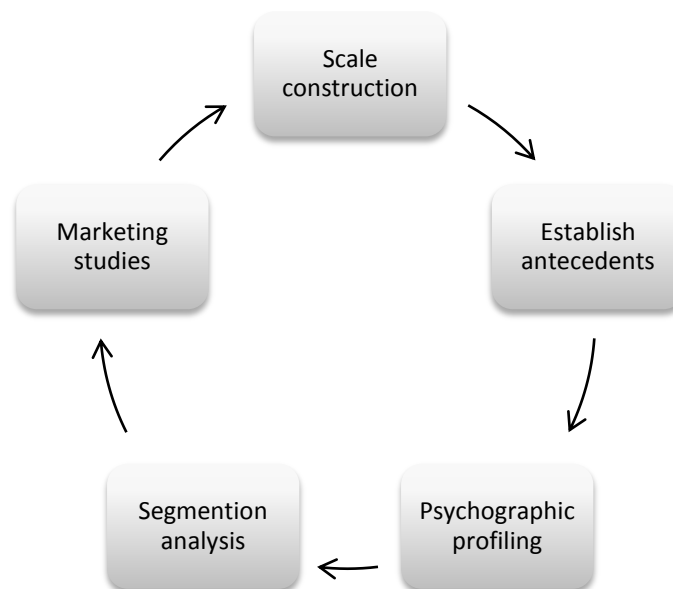 Scale
construction
Establish
antecedents
Psychographic
profiling
Segmention
analysis
Marketing
studies